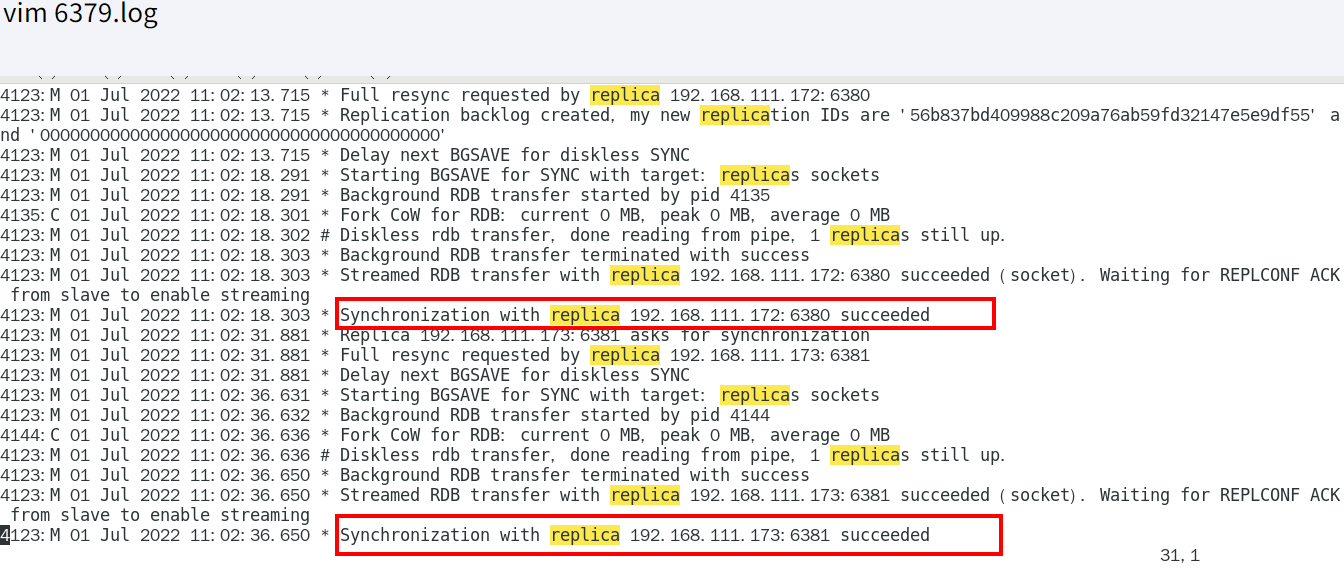 vim 6379.log
4123:M 01 Jul 2022 11:02:13.715 * Full resync requested by replica 192.168.111.172:6380
4123:M 01 Jul 2022 11:02:13.715 * Replication backlog created, my new replication IDs are '56b837bd409988c209a76ab59fd32147e5e9df55' a
nd '0000000000000000000000000000000000000000'
4123:M 01 Jul 2022 11:02:13.715 * Delay next BGSAVE for diskless SYNC
4123:M 01 Jul 2022 11:02:18.291 * Starting BGSAVE for SYNC with target: replicas sockets
4123:M 01 Jul 2022 11:02:18.291 * Background RDB transfer started by pid 4135
4135:C 01 Jul 2022 11:02:18.301 * Fork CoW for RDB: current 0 MB, peak 0 MB, average 0 MB
4123:M 01 Jul 2022 11:02:18.302 # Diskless rdb transfer, done reading from pipe, 1 replicas still up.
4123:M 01 Jul 2022 11:02:18.303 * Background RDB transfer terminated with success
4123:M 01 Jul 2022 11:02:18.303 * Streamed RDB transfer with replica 192.168.111.172:6380 succeeded (socket). Waiting for REPLCONF ACK
from slave to enable streaming
4123:M 01 Jul 2022 11:02:18.303 * Synchronization with replica 192.168.111.172:6380 succeeded
4123:M 01 Jul 2022 11:02:31.881 * Replica 192.168.111.173:6381 asks for synchronization
4123:M 01 Jul 2022 11:02:31.881 * Full resync requested by replica 192.168.111.173:6381
4123:M 01 Jul 2022 11:02:31.881 * Delay next BGSAVE for diskless SYNC
4123:M 01 Jul 2022 11:02:36.631 * Starting BGSAVE for SYNC with target: replicas sockets
4123:M 01 Jul 2022 11:02:36.632 * Background RDB transfer started by pid 4144
4144:C 01 Jul 2022 11:02:36.636 * Fork CoW for RDB: current 0 MB, peak 0 MB, average 0 MB
4123:M 01 Jul 2022 11:02:36.636 # Diskless rdb transfer, done reading from pipe, 1 replicas still up.
4123:M 01 Jul 2022 11:02:36.650 * Background RDB transfer terminated with success
4123:M 01 Jul 2022 11:02:36.650 * Streamed RDB transfer with replica 192.168.111.173:6381 succeeded (socket). Waiting for REPLCONF ACK
from slave to enable streaming
4123:M 01 Jul 2022 11:02:36.650 * Synchronization with replica 192.168.111.173:6381 succeeded
31,1